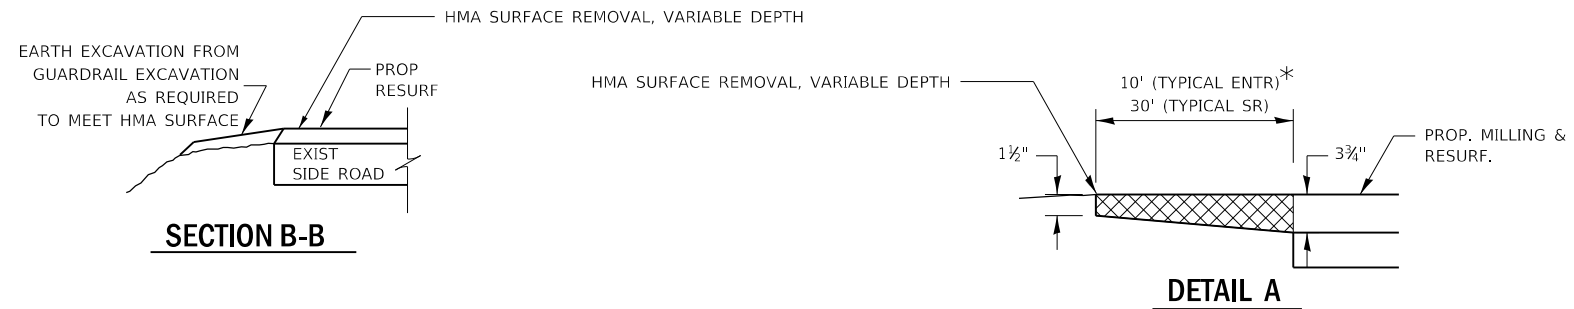 HMA SURFACE REMOVAL, VARIABLE DEPTH
EARTH EXCAVATION FROM
GUARDRAIL EXCAVATION
AS REQUIRED
TO MEET HMA SURFACE
PROP
RESURF
EXIST
SIDE ROAD
SECTION B-B
HMA SURFACE REMOVAL, VARIABLE DEPTH
10' (TYPICAL ENTR)*
30' (TYPICAL SR)
1½"
3¾"
PROP. MILLING &
RESURF.
DETAIL A